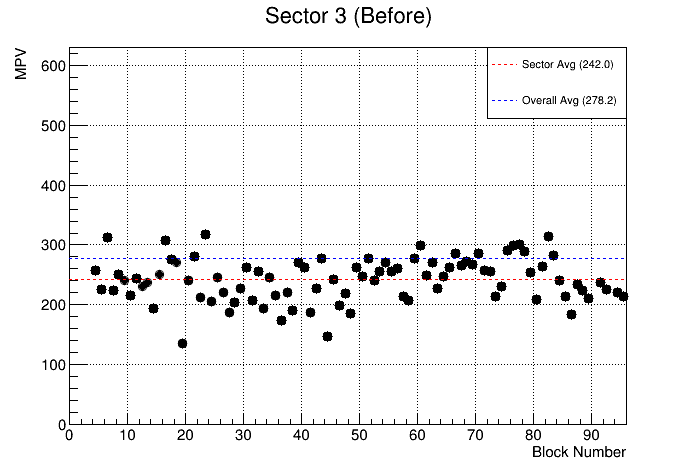 Sector 3 (Before)
MPV
600
500
400
300
200
100
0
Sector Avg (242.0)
Overall Avg (278.2)
0 10 20 30 40 50 60 70 80 90
Block Number